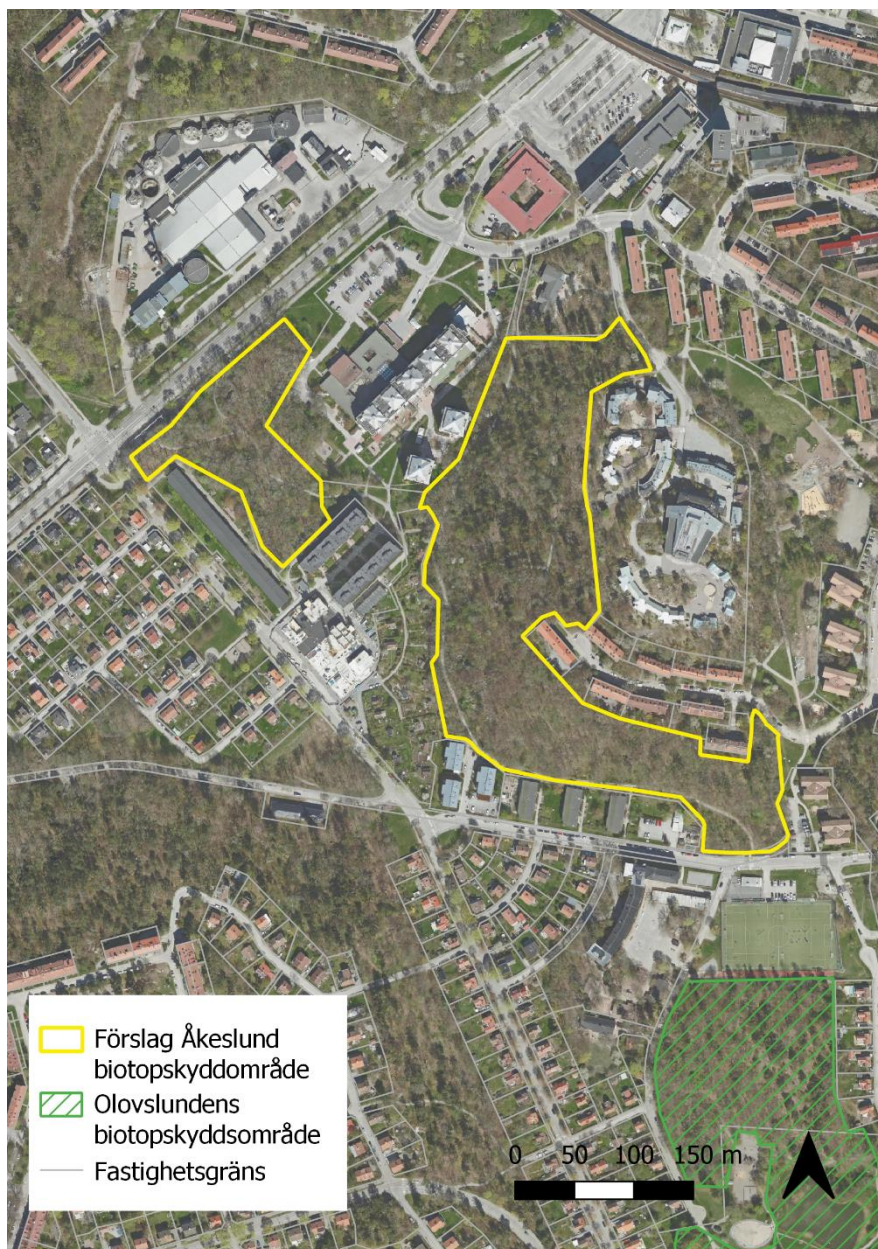 Förslag Åkeslund
biotopskyddområde
Olovslundens
biotopskyddsområde
Fastighetsgräns
0 50 100 150 m